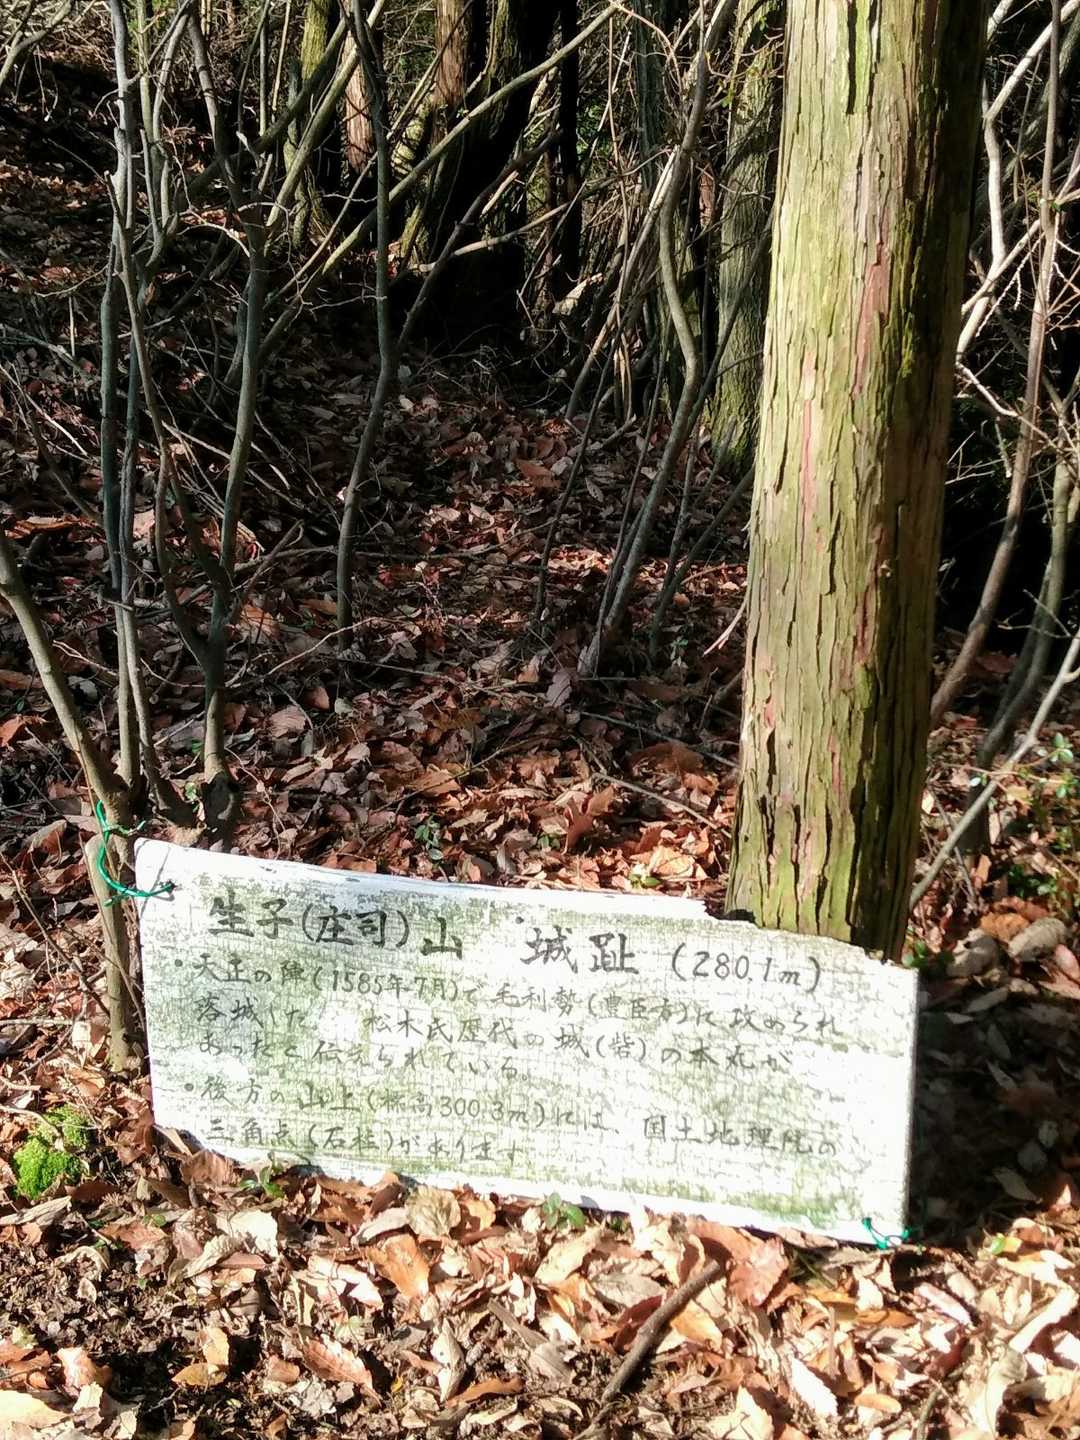 生子(庄司)山 城趾(280.1m)
・天正の陣(1585年7月)で毛利勢(豊臣方)に攻められ
落城した 松木氏歴代の城(砦)の本丸が
あったと伝えられている。
・後方の山上(標高300.3m)には、国土地理院の
三角点(石柱)があります